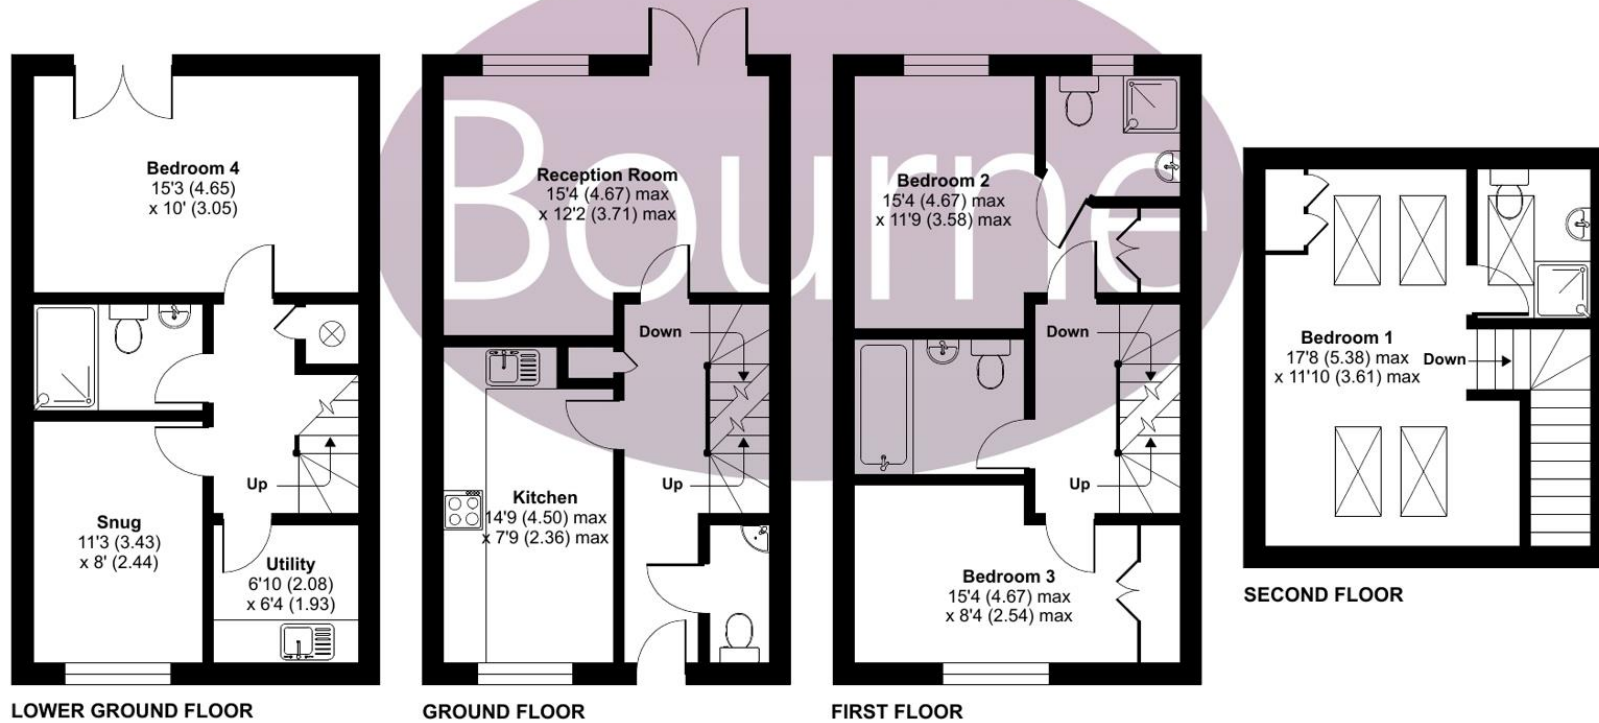 Bourne
Bedroom 4
15'3 (4.65)
x 10' (3.05)
Up
Snug
11'3 (3.43)
x 8' (2.44)
Utility
6'10 (2.08)
x 6'4 (1.93)
LOWER GROUND FLOOR
Reception Room
15'4 (4.67) max
x 12'2 (3.71) max
Down
Up
Kitchen
14'9 (4.50) max
x 7'9 (2.36) max
GROUND FLOOR
Bedroom 2
15'4 (4.67) max
x 11'9 (3.58) max
Down
Up
Bedroom 3
15'4 (4.67) max
x 8'4 (2.54) max
FIRST FLOOR
Bedroom 1
17'8 (5.38) max
x 11'10 (3.61) max
Down
SECOND FLOOR